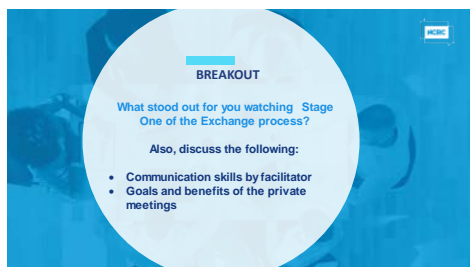 NCRC
BREAKOUT
What stood out for you watching Stage
One of the Exchange process?
Also, discuss the following:
• Communication skills by facilitator
• Goals and benefits of the private
meetings